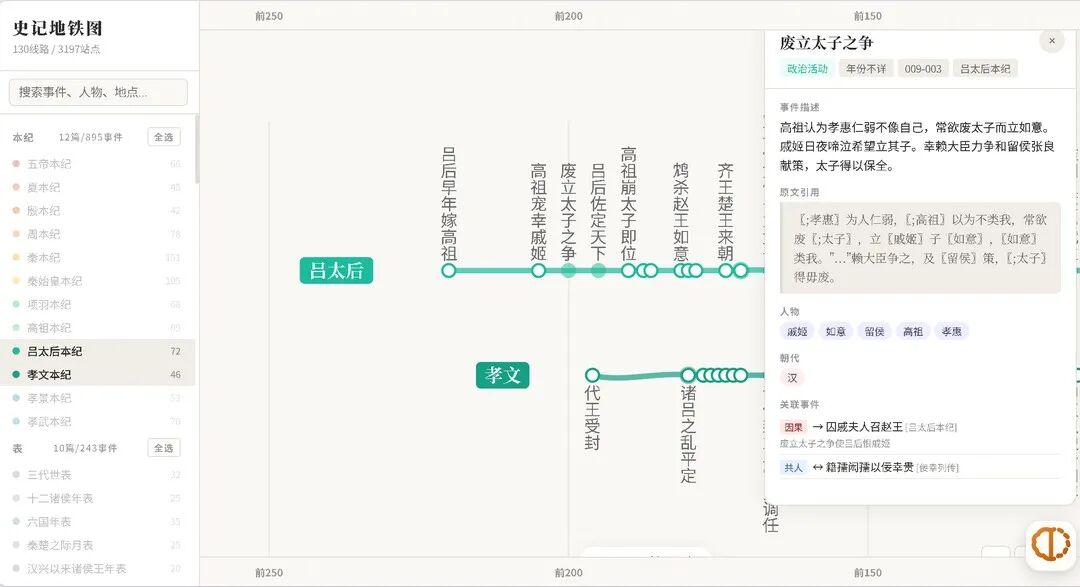 史记地铁图
130线路 / 3197站点
搜索事件、人物、地点...
本纪 12篇/895事件 全选
五帝本纪 66
夏本纪 45
殷本纪 42
周本纪 78
秦本纪 151
秦始皇本纪 105
项羽本纪 68
高祖本纪 89
吕太后本纪 72
孝文本纪 46
孝景本纪 53
孝武本纪 70
表 10篇/243事件 全选
三代世表 32
十二诸侯年表 25
六国年表 35
秦楚之际月表 25
汉兴以来诸侯王年表 20
前250 前200 前150
吕太后
吕后早年嫁高祖
高祖宠幸戚姬
废立太子之争
吕后佐定天下
高祖崩太子即位
鸩杀赵王如意
齐王楚王来朝
孝文
代王受封
诸吕之乱平定
调任
前250 前200 前150
废立太子之争
×
政治活动 年份不详 009-003 吕太后本纪
事件描述
高祖认为孝惠仁弱不像自己，常欲废太子而立如意。
戚姬日夜啼泣希望立其子。幸赖大臣力争和留侯张良
献策，太子得以保全。
原文引用
〖;孝惠〗为人仁弱，〖;高祖〗以为不类我，常欲
废〖;太子〗，立〖戚姬〗子〖如意〗，〖如意〗
类我。”…”赖大臣争之，及〖留侯〗策，〖;太子〗
得毋废。
人物
戚姬 如意 留侯 高祖 孝惠
朝代
汉
关联事件
因果 → 囚戚夫人召赵王 [吕太后本纪]
废立太子之争使吕后恨戚姬
共人 ↔ 籍孺闳孺以佞幸贵 [佞幸列传]